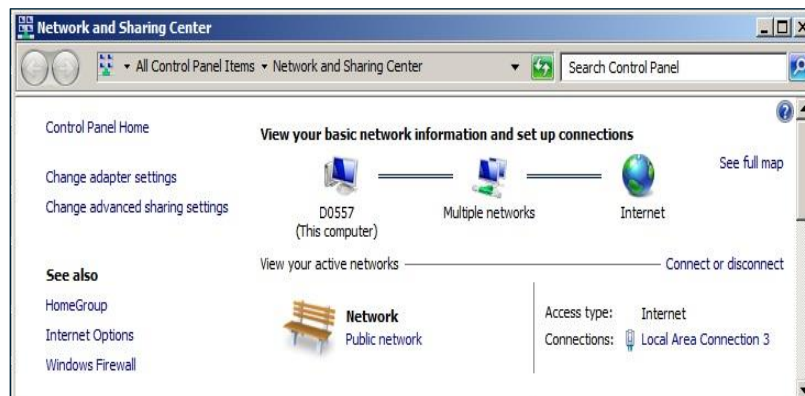 Network and Sharing Center
All Control Panel Items Network and Sharing Center
Search Control Panel
Control Panel Home
Change adapter settings
Change advanced sharing settings
See also
HomeGroup
Internet Options
Windows Firewall
View your basic network information and set up connections
See full map
D0557
(This computer)
Multiple networks
Internet
View your active networks
Connect or disconnect
Network
Public network
Access type: Internet
Connections: Local Area Connection 3